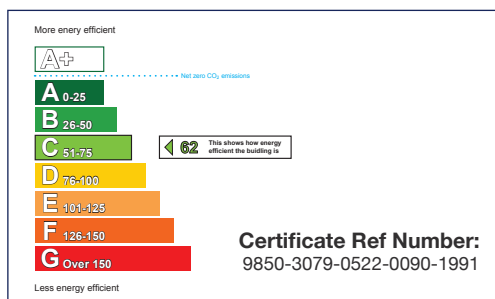 More enery efficient
A+
Net zero CO₂ emissions
A 0-25
B 26-50
C 51-75
62 This shows how energy
efficient the buidling is
D 76-100
E 101-125
F 126-150
G Over 150
Certificate Ref Number:
9850-3079-0522-0090-1991
Less energy efficient